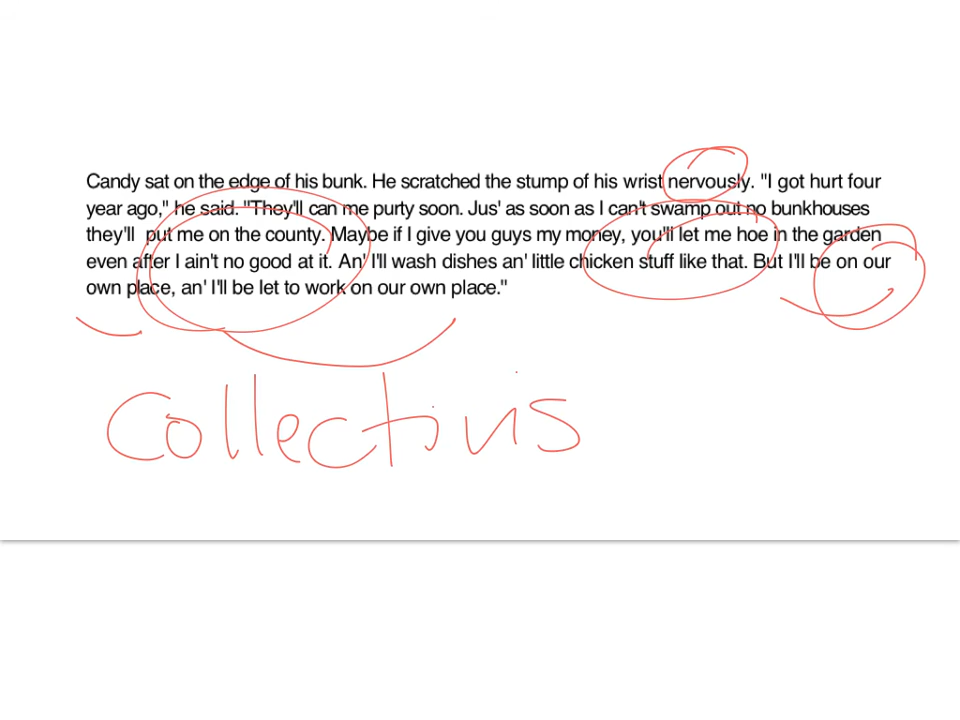 Candy sat on the edge of his bunk. He scratched the stump of his wrist nervously. "I got hurt four
year ago," he said. "They'll can me purty soon. Jus' as soon as I can't swamp out no bunkhouses
they'll  put me on the county. Maybe if I give you guys my money, you'll let me hoe in the garden
even after I ain't no good at it. An' I'll wash dishes an' little chicken stuff like that. But I'll be on our
own place, an' I'll be let to work on our own place."
Collectivis